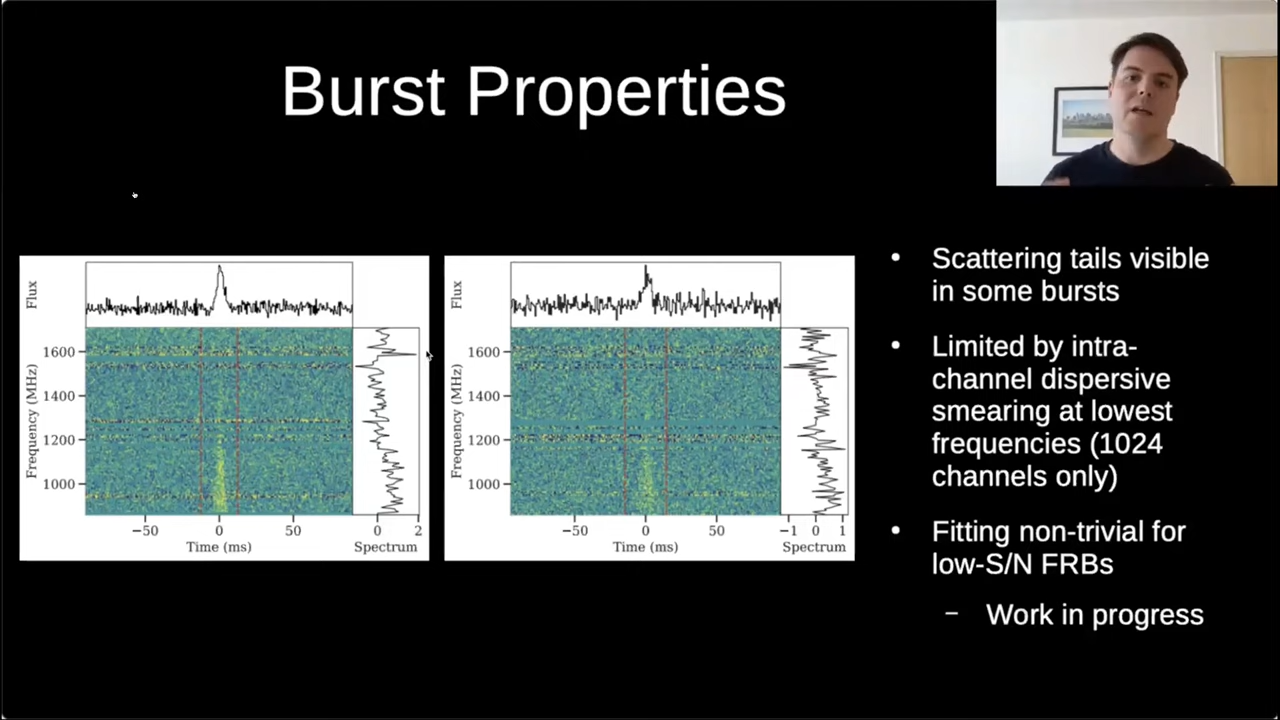 Burst Properties
Flux
Frequency (MHz)
1600
1400
1200
1000
−50
0
50
0
2
Time (ms)
Spectrum
Flux
Frequency (MHz)
1600
1400
1200
1000
−50
0
50
−1
0
1
Time (ms)
Spectrum
• Scattering tails visible
in some bursts
• Limited by intra-
channel dispersive
smearing at lowest
frequencies (1024
channels only)
• Fitting non-trivial for
low-S/N FRBs
– Work in progress